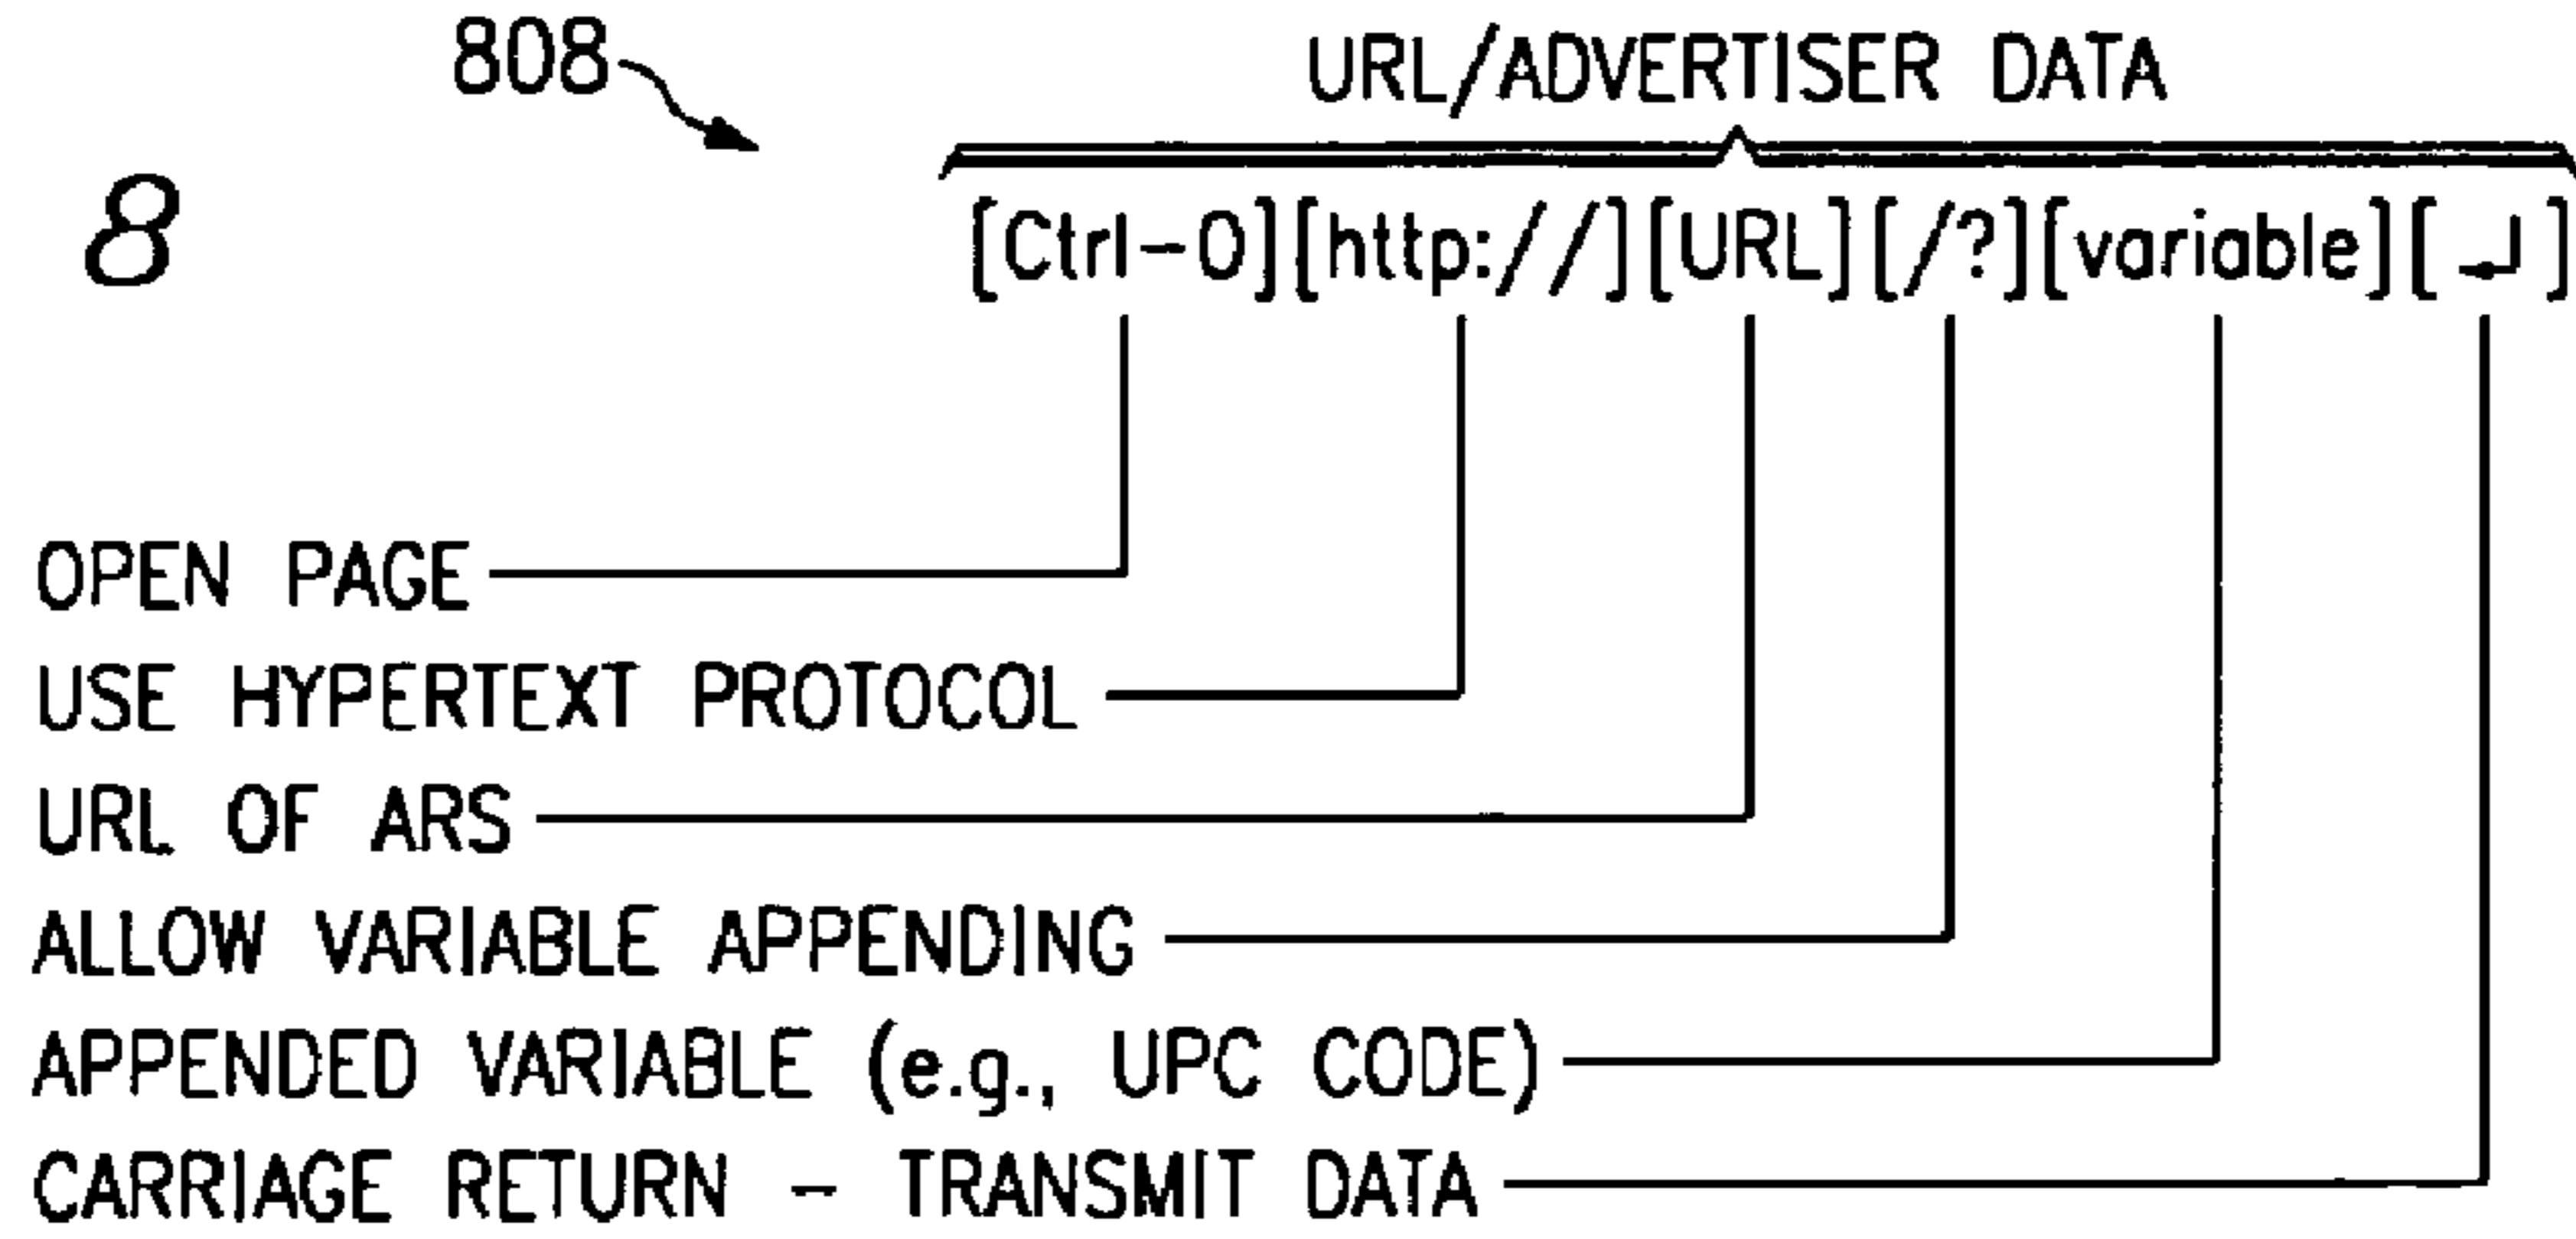 808
URL/ADVERTISER DATA
8
[Ctrl-O][http://][URL][/?][variable][↵]
OPEN PAGE
USE HYPERTEXT PROTOCOL
URL OF ARS
ALLOW VARIABLE APPENDING
APPENDED VARIABLE (e.g., UPC CODE)
CARRIAGE RETURN - TRANSMIT DATA